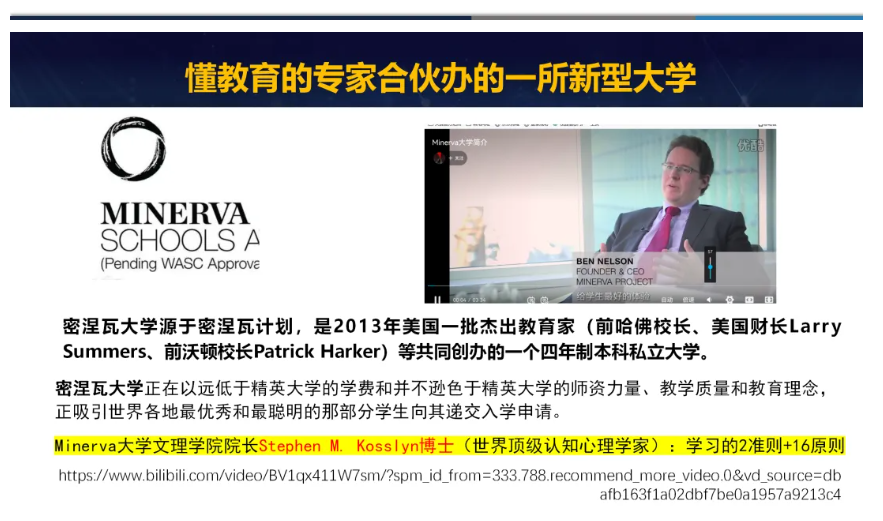 懂教育的专家合伙办的一所新型大学
MINERVA
SCHOOLS A
(Pending WASC Approva
Minerva大学简介
优酷
BEN NELSON
FOUNDER & CEO
MINERVA PROJECT
给学生最好的体验
密涅瓦大学源于密涅瓦计划，是2013年美国一批杰出教育家（前哈佛校长、美国财长Larry
Summers、前沃顿校长Patrick Harker）等共同创办的一个四年制本科私立大学。
密涅瓦大学正在以远低于精英大学的学费和并不逊色于精英大学的师资力量、教学质量和教育理念，
正吸引世界各地最优秀和最聪明的那部分学生向其递交入学申请。
Minerva大学文理学院院长Stephen M. Kosslyn博士（世界顶级认知心理学家）：学习的2准则+16原则
https://www.bilibili.com/video/BV1qx411W7sm/?spm_id_from=333.788.recommend_more_video.0&vd_source=db
afb163f1a02dbf7be0a1957a9213c4